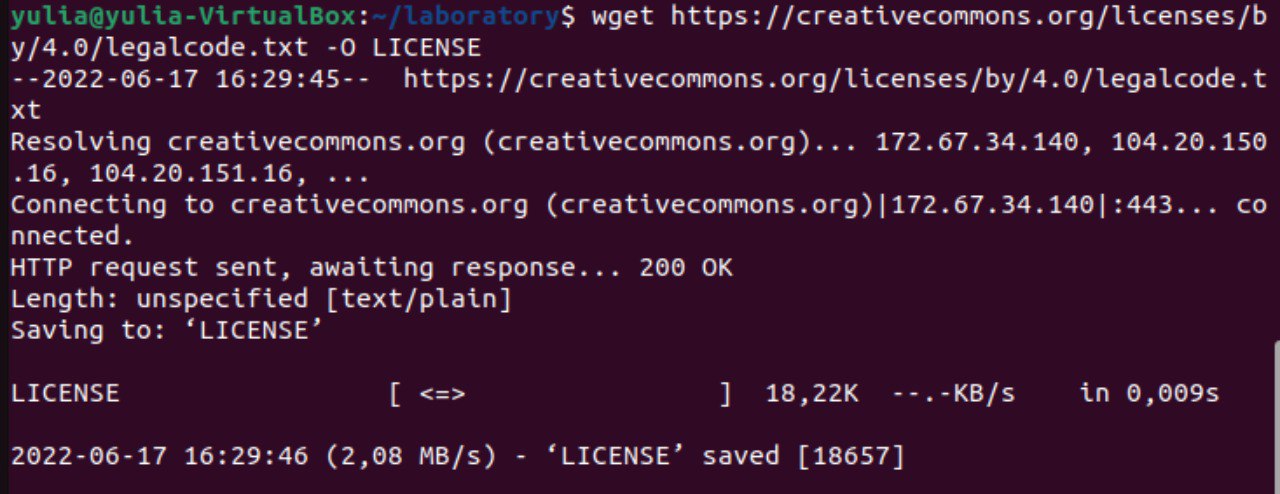 yulia@yulia-VirtualBox:~/laboratory$ wget https://creativecommons.org/licenses/b
y/4.0/legalcode.txt -O LICENSE
--2022-06-17 16:29:45--  https://creativecommons.org/licenses/by/4.0/legalcode.t
xt
Resolving creativecommons.org (creativecommons.org)... 172.67.34.140, 104.20.150
.16, 104.20.151.16, ...
Connecting to creativecommons.org (creativecommons.org)|172.67.34.140|:443... co
nnected.
HTTP request sent, awaiting response... 200 OK
Length: unspecified [text/plain]
Saving to: ‘LICENSE’
LICENSE                 [ <=>                ]  18,22K  --.-KB/s    in 0,009s
2022-06-17 16:29:46 (2,08 MB/s) - ‘LICENSE’ saved [18657]